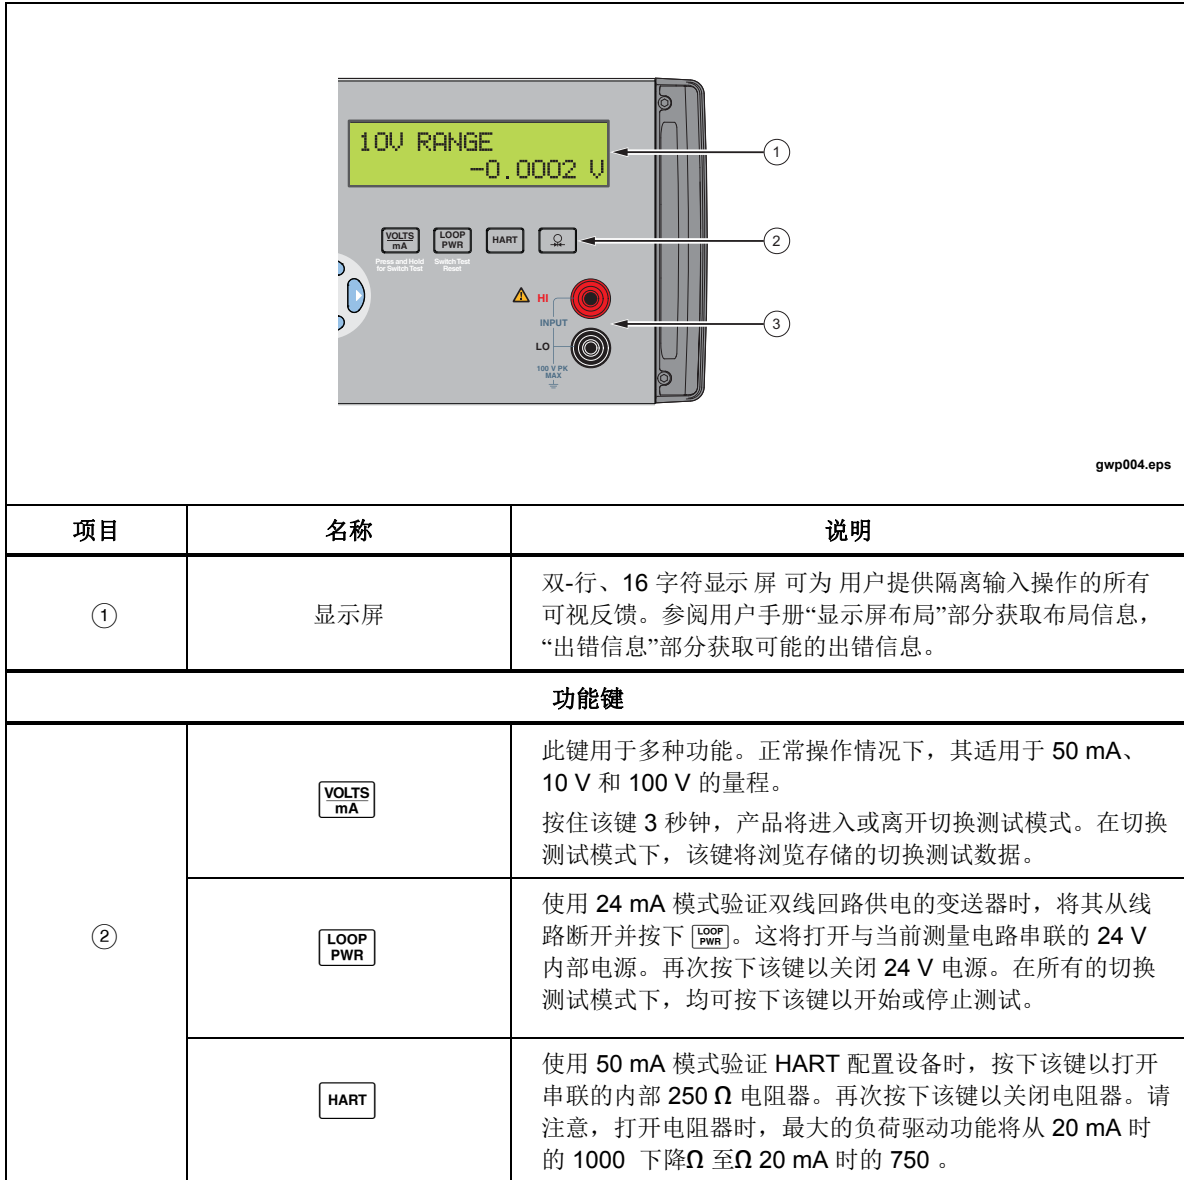 10V RANGE
-0.0002 V
1
VOLTS
mA
LOOP
PWR
HART
2
Press and Hold
for Switch Test
Switch Test
Reset
HI
INPUT
3
LO
100 V PK
MAX
gwp004.eps
项目 名称 说明
1 显示屏
双-行、16 字符显示 屏 可为 用户提供隔离输入操作的所有
可视反馈。参阅用户手册“显示屏布局”部分获取布局信息，
“出错信息”部分获取可能的出错信息。
功能键
2
VOLTS
mA
此键用于多种功能。正常操作情况下，其适用于 50 mA、
10 V 和 100 V 的量程。
按住该键 3 秒钟，产品将进入或离开切换测试模式。在切换
测试模式下，该键将浏览存储的切换测试数据。
LOOP
PWR
使用 24 mA 模式验证双线回路供电的变送器时，将其从线
路断开并按下 LOOP PWR。这将打开与当前测量电路串联的 24 V
内部电源。再次按下该键以关闭 24 V 电源。在所有的切换
测试模式下，均可按下该键以开始或停止测试。
HART
使用 50 mA 模式验证 HART 配置设备时，按下该键以打开
串联的内部 250 Ω 电阻器。再次按下该键以关闭电阻器。请
注意，打开电阻器时，最大的负荷驱动功能将从 20 mA 时
的 1000 下降Ω 至Ω 20 mA 时的 750 。